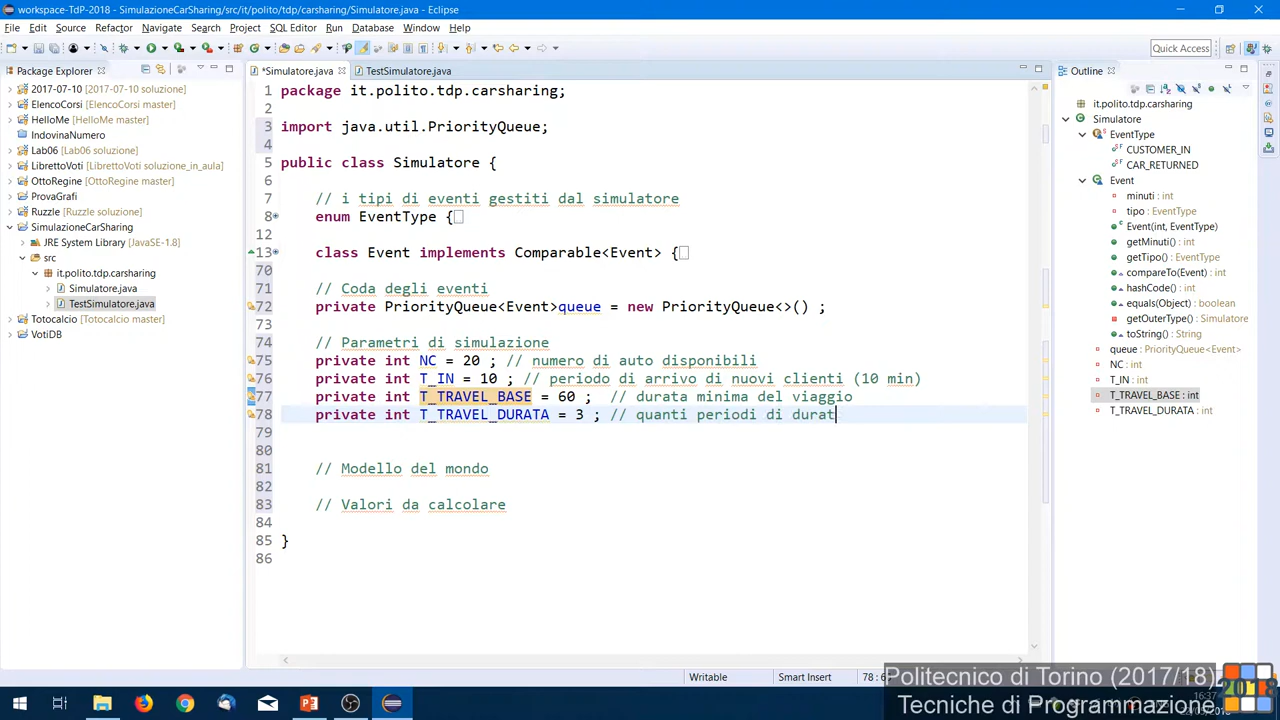 workspace-TdP-2018 - SimulazioneCarSharing/src/it/polito/tdp/carsharing/Simulatore.java - Eclipse
File Edit Source Refactor Navigate Search Project SQL Editor Run Database Window Help
Quick Access
Package Explorer
2017-07-10 (2017-07-10 soluzione)
ElencoCorsi (ElencoCorsi master)
HelloMe (HelloMe master)
IndovinaNumero
Lab06 (Lab06 soluzione)
LibrettoVoti (LibrettoVoti soluzione_in_aula)
OttoRegine (OttoRegine master)
ProvaGrafi
Ruzzle (Ruzzle soluzione)
SimulazioneCarSharing
JRE System Library [JavaSE-1.8]
src
it.polito.tdp.carsharing
Simulatore.java
TestSimulatore.java
Totocalcio (Totocalcio master)
VotiDB
*Simulatore.java TestSimulatore.java
1 package it.polito.tdp.carsharing;
2
3 import java.util.PriorityQueue;
4
5 public class Simulatore {
6
7 // i tipi di eventi gestiti dal simulatore
8 enum EventType {
12
13 class Event implements Comparable<Event> {
70
71 // Coda degli eventi
72 private PriorityQueue<Event>queue = new PriorityQueue<>() ;
73
74 // Parametri di simulazione
75 private int NC = 20 ; // numero di auto disponibili
76 private int T_IN = 10 ; // periodo di arrivo di nuovi clienti (10 min)
77 private int T_TRAVEL_BASE = 60 ; // durata minima del viaggio
78 private int T_TRAVEL_DURATA = 3 ; // quanti periodi di durat
79
80
81 // Modello del mondo
82
83 // Valori da calcolare
84
85 }
86
Outline
it.polito.tdp.carsharing
Simulatore
EventType
CUSTOMER_IN
CAR_RETURNED
Event
minuti : int
tipo : EventType
Event(int, EventType)
getMinuti() : int
getTipo() : EventType
compareTo(Event) : int
hashCode() : int
equals(Object) : boolean
getOuterType() : Simulatore
toString() : String
queue : PriorityQueue<Event>
NC : int
T_IN : int
T_TRAVEL_BASE : int
T_TRAVEL_DURATA : int
Writable Smart Insert
Politecnico di Torino (2017/18)
Tecniche di Programmazione
2018
16:37